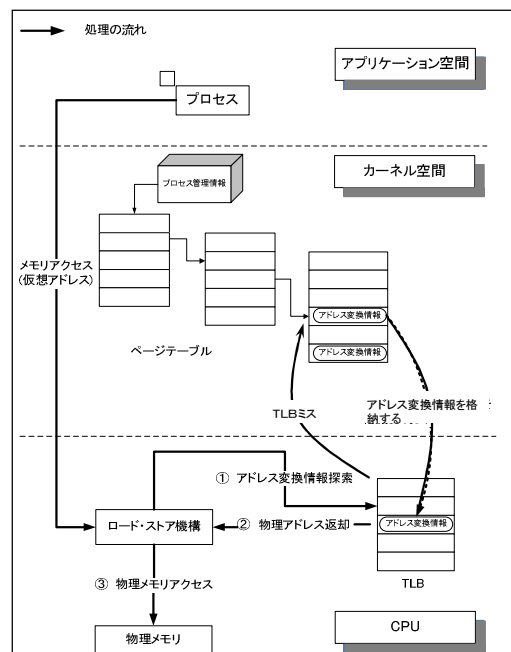 処理の流れ
アプリケーション空間
プロセス
カーネル空間
プロセス管理情報
メモリアクセス
(仮想アドレス)
アドレス変換情報
アドレス変換情報
ページテーブル
TLBミス
アドレス変換情報を格
納する
① アドレス変換情報探索
ロード・ストア機構
② 物理アドレス返却
アドレス変換情報
TLB
③ 物理メモリアクセス
物理メモリ
CPU